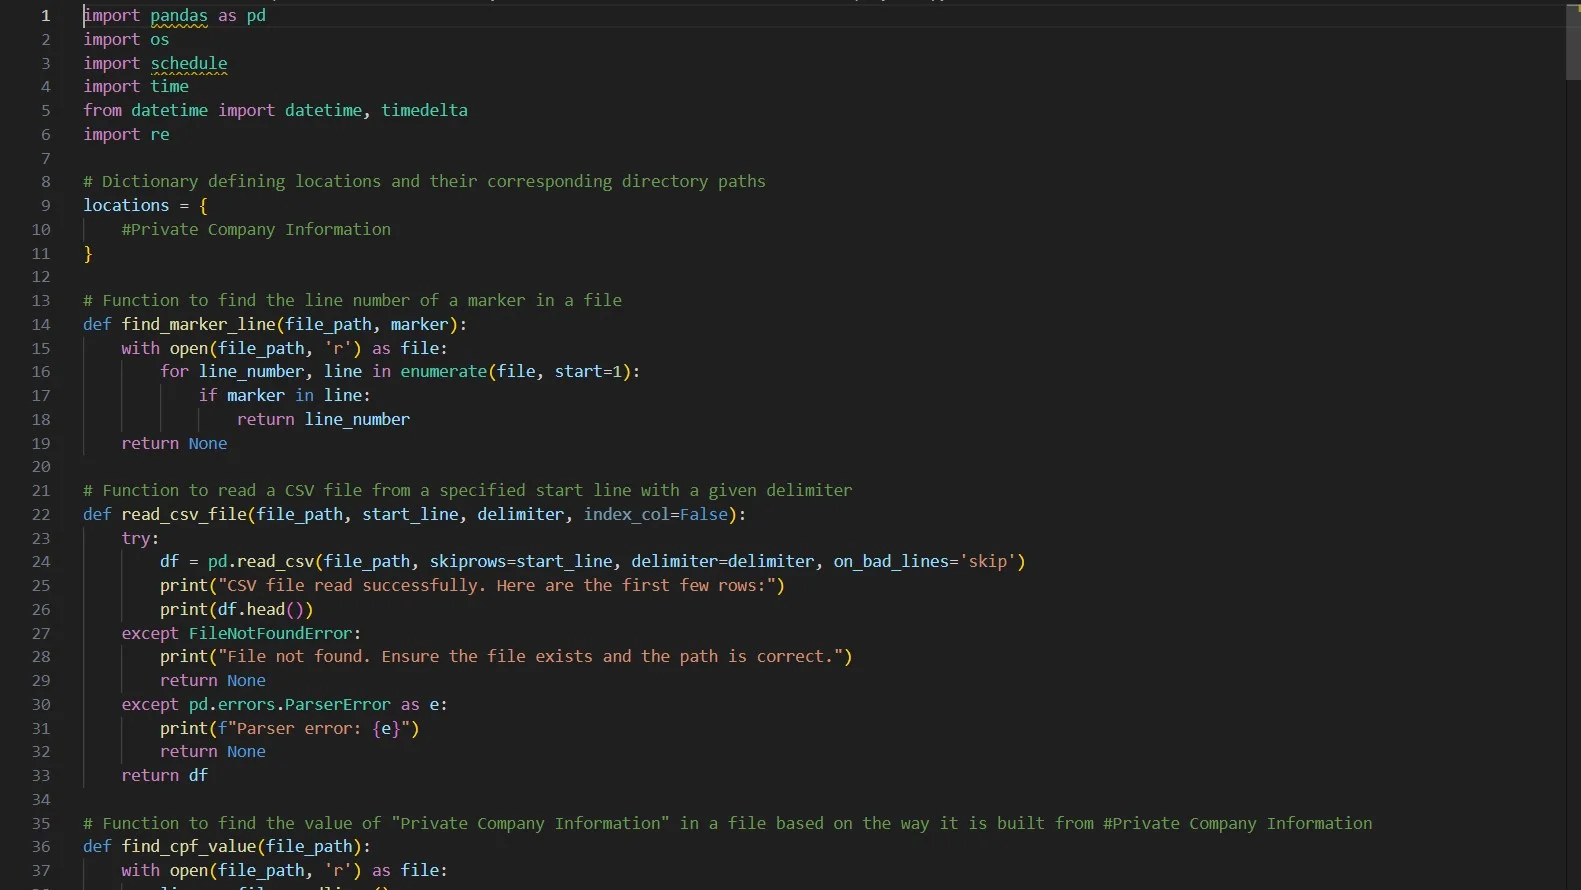 1 import pandas as pd
2 import os
3 import schedule
4 import time
5 from datetime import datetime, timedelta
6 import re
7
8 # Dictionary defining locations and their corresponding directory paths
9 locations = {
10     #Private Company Information
11 }
12
13 # Function to find the line number of a marker in a file
14 def find_marker_line(file_path, marker):
15     with open(file_path, 'r') as file:
16         for line_number, line in enumerate(file, start=1):
17             if marker in line:
18                 return line_number
19     return None
20
21 # Function to read a CSV file from a specified start line with a given delimiter
22 def read_csv_file(file_path, start_line, delimiter, index_col=False):
23     try:
24         df = pd.read_csv(file_path, skiprows=start_line, delimiter=delimiter, on_bad_lines='skip')
25         print("CSV file read successfully. Here are the first few rows:")
26         print(df.head())
27     except FileNotFoundError:
28         print("File not found. Ensure the file exists and the path is correct.")
29         return None
30     except pd.errors.ParserError as e:
31         print(f"Parser error: {e}")
32         return None
33     return df
34
35 # Function to find the value of "Private Company Information" in a file based on the way it is built from #Private Company Information
36 def find_cpf_value(file_path):
37     with open(file_path, 'r') as file: